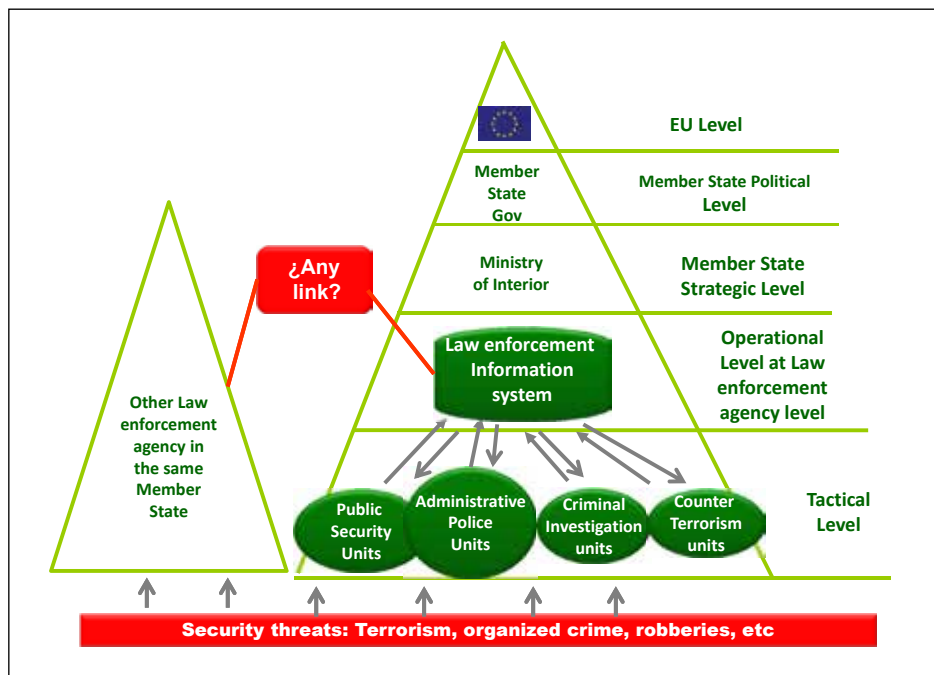 EU Level
Member
State
Gov
Member State Political
Level
¿Any
link?
Ministry
of Interior
Member State
Strategic Level
Law enforcement
Information
system
Operational
Level at Law
enforcement
agency level
Other Law
enforcement
agency in
the same
Member
State
Public
Security
Units
Administrative
Police
Units
Criminal
Investigation
units
Counter
Terrorism
units
Tactical
Level
Security threats: Terrorism, organized crime, robberies, etc